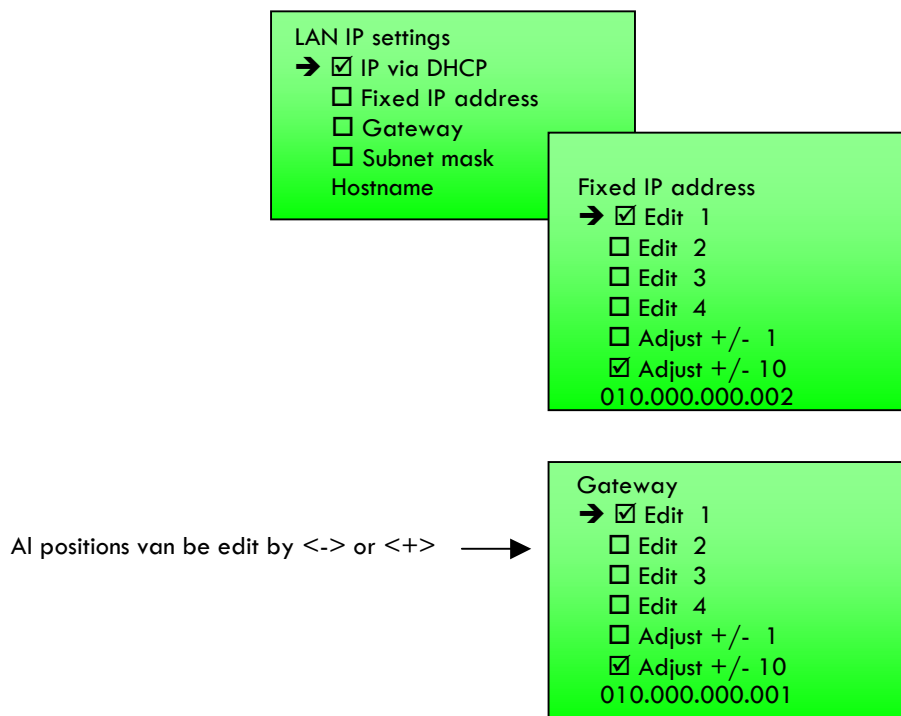 LAN IP settings
➔ ☑ IP via DHCP
☐ Fixed IP address
☐ Gateway
☐ Subnet mask
Hostname
Fixed IP address
➔ ☑ Edit 1
☐ Edit 2
☐ Edit 3
☐ Edit 4
☐ Adjust +/- 1
☑ Adjust +/- 10
010.000.000.002
Al positions van be edit by <-> or <+>
Gateway
➔ ☑ Edit 1
☐ Edit 2
☐ Edit 3
☐ Edit 4
☐ Adjust +/- 1
☑ Adjust +/- 10
010.000.000.001